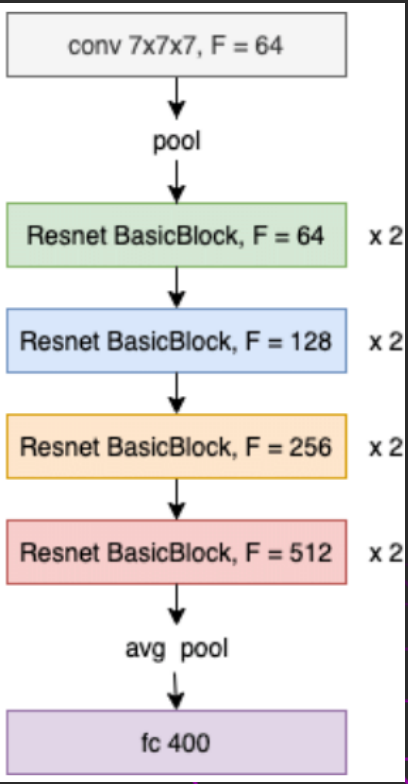 conv 7x7x7, F = 64
pool
Resnet BasicBlock, F = 64 x 2
Resnet BasicBlock, F = 128 x 2
Resnet BasicBlock, F = 256 x 2
Resnet BasicBlock, F = 512 x 2
avg pool
fc 400